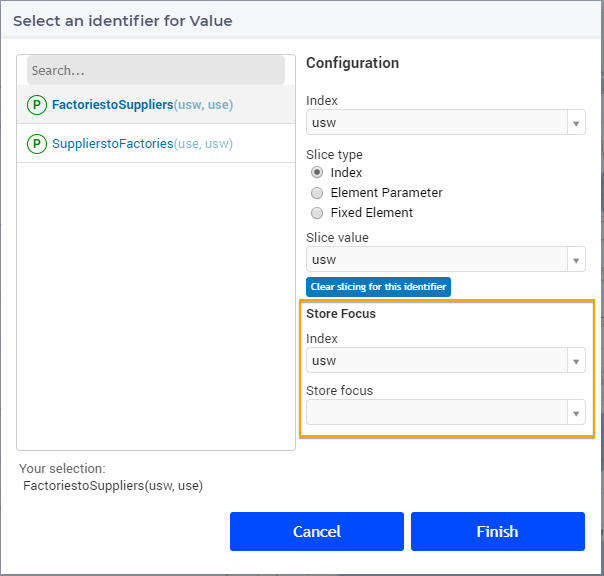 Select an identifier for Value
Search...
P FactoriestoSuppliers(usw, use)
P SupplierstoFactories(use, usw)
Configuration
Index
usw
Slice type
Index
Element Parameter
Fixed Element
Slice value
usw
Clear slicing for this identifier
Store Focus
Index
usw
Store focus
Your selection:
FactoriestoSuppliers(usw, use)
Cancel
Finish